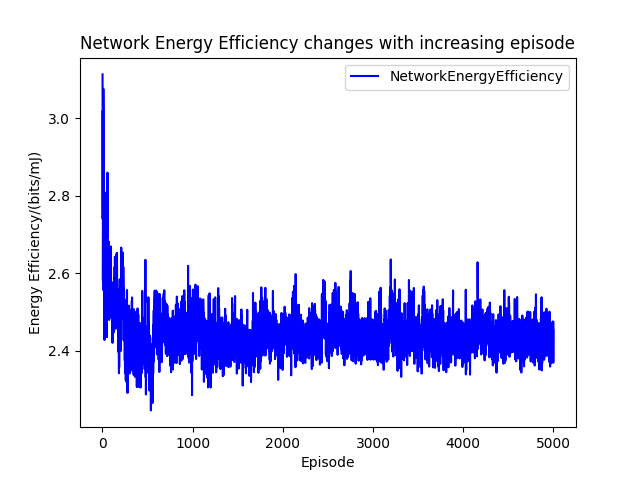 Network Energy Efficiency changes with increasing episode
NetworkEnergyEfficiency
Energy Efficiency/(bits/mJ)
3.0
2.8
2.6
2.4
0 1000 2000 3000 4000 5000
Episode